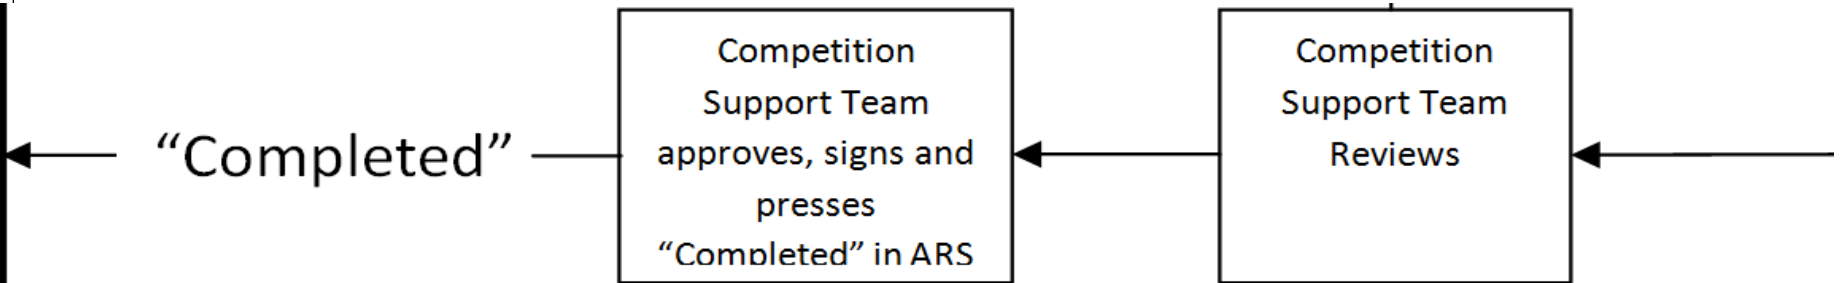 “Completed”
Competition
Support Team
approves, signs and
presses
“Completed” in ARS
Competition
Support Team
Reviews